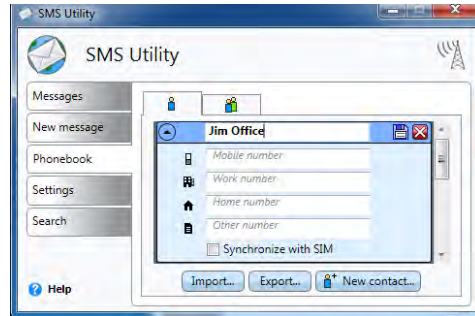 SMS Utility
SMS Utility
Messages
New message
Phonebook
Settings
Search
Help
Jim Office
Mobile number
Work number
Home number
Other number
Synchronize with SIM
Import...
Export...
New contact...